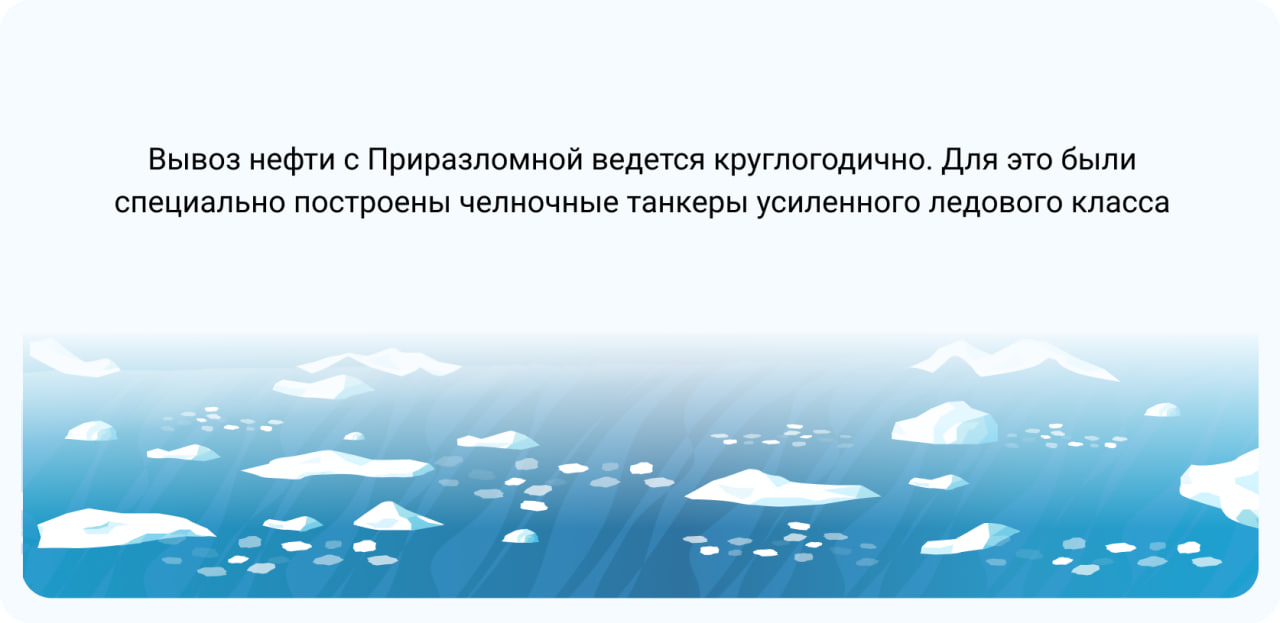 Вывоз нефти с Приразломной ведется круглогодично. Для это были
специально построены челночные танкеры усиленного ледового класса